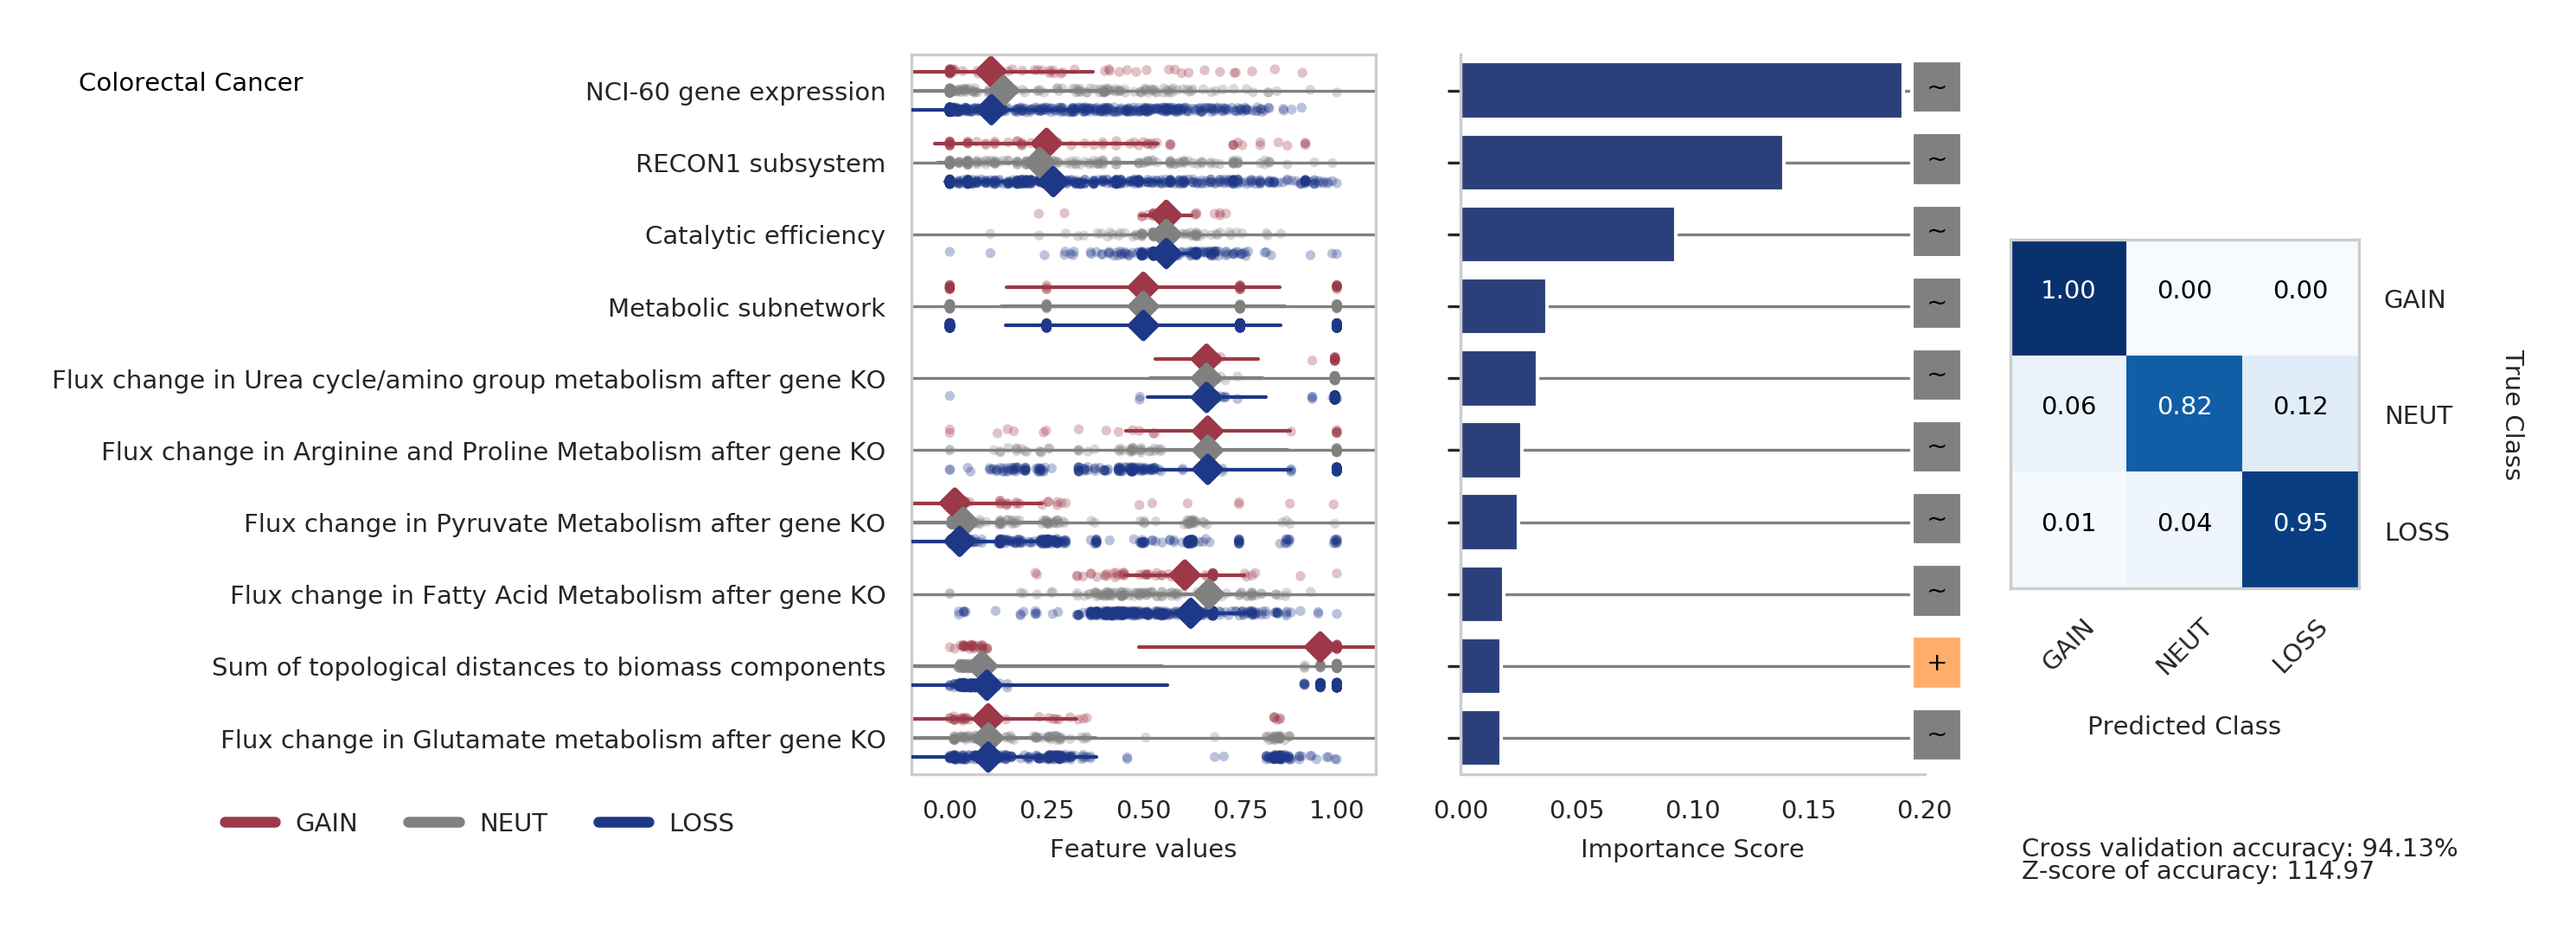 Colorectal Cancer
NCI-60 gene expression
RECON1 subsystem
Catalytic efficiency
Metabolic subnetwork
Flux change in Urea cycle/amino group metabolism after gene KO
Flux change in Arginine and Proline Metabolism after gene KO
Flux change in Pyruvate Metabolism after gene KO
Flux change in Fatty Acid Metabolism after gene KO
Sum of topological distances to biomass components
Flux change in Glutamate metabolism after gene KO
GAIN NEUT LOSS
0.00 0.25 0.50 0.75 1.00
Feature values
~
~
~
~
~
~
~
~
+
~
0.00 0.05 0.10 0.15 0.20
Importance Score
1.00 0.00 0.00 GAIN
0.06 0.82 0.12 NEUT
0.01 0.04 0.95 LOSS
True Class
GAIN NEUT LOSS
Predicted Class
Cross validation accuracy: 94.13%
Z-score of accuracy: 114.97